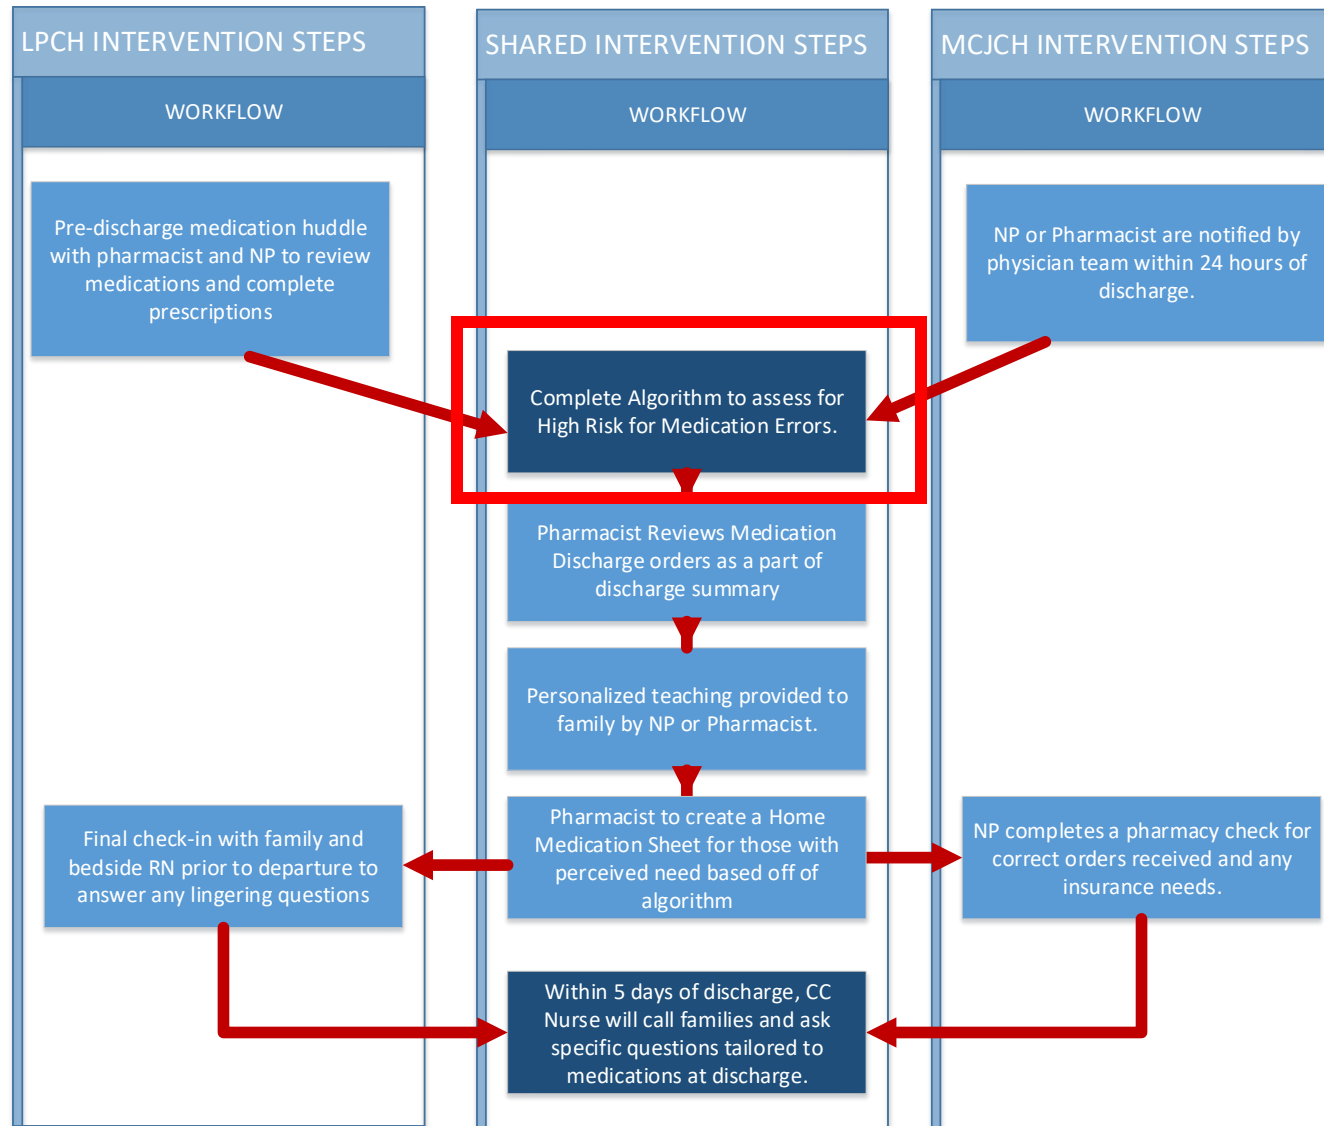 LPCH INTERVENTION STEPS
WORKFLOW
Pre-discharge medication huddle
with pharmacist and NP to review
medications and complete
prescriptions
Final check-in with family and
bedside RN prior to departure to
answer any lingering questions
SHARED INTERVENTION STEPS
WORKFLOW
Complete Algorithm to assess for
High Risk for Medication Errors.
Pharmacist Reviews Medication
Discharge orders as a part of
discharge summary
Personalized teaching provided to
family by NP or Pharmacist.
Pharmacist to create a Home
Medication Sheet for those with
perceived need based off of
algorithm
Within 5 days of discharge, CC
Nurse will call families and ask
specific questions tailored to
medications at discharge.
MCJCH INTERVENTION STEPS
WORKFLOW
NP or Pharmacist are notified by
physician team within 24 hours of
discharge.
NP completes a pharmacy check for
correct orders received and any
insurance needs.